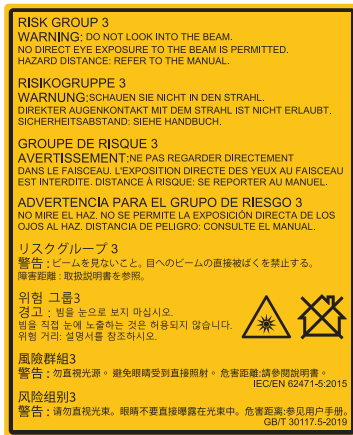 RISK GROUP 3
WARNING: DO NOT LOOK INTO THE BEAM.
NO DIRECT EYE EXPOSURE TO THE BEAM IS PERMITTED.
HAZARD DISTANCE: REFER TO THE MANUAL.
RISIKOGRUPPE 3
WARNUNG:SCHAUEN SIE NICHT IN DEN STRAHL.
DIREKTER AUGENKONTAKT MIT DEM STRAHL IST NICHT ERLAUBT.
SICHERHEITSABSTAND: SIEHE HANDBUCH.
GROUPE DE RISQUE 3
AVERTISSEMENT:NE PAS REGARDER DIRECTEMENT
DANS LE FAISCEAU. L'EXPOSITION DIRECTE DES YEUX AU FAISCEAU
EST INTERDITE. DISTANCE À RISQUE: SE REPORTER AU MANUEL.
ADVERTENCIA PARA EL GRUPO DE RIESGO 3
NO MIRE EL HAZ. NO SE PERMITE LA EXPOSICIÓN DIRECTA DE LOS
OJOS AL HAZ. DISTANCIA DE PELIGRO: CONSULTE EL MANUAL.
リスクグループ 3
警告 : ビームを見ないこと。目へのビームの直接被ばくを禁止する。
障害距離 : 取扱説明書を参照。
위험 그룹3
경고 : 빔을 눈으로 보지 마십시오.
빔을 직접 눈에 노출하는 것은 허용되지 않습니다.
위험 거리: 설명서를 참조하십시오.
風險群組3
警告 : 勿直視光源。 避免眼睛受到直接照射。 危害距離:請參閱說明書。
IEC/EN 62471-5:2015
风险组别3
警告 : 请勿直视光束。眼睛不要直接曝露在光束中。危害距离:参见用户手册。
GB/T 30117.5-2019